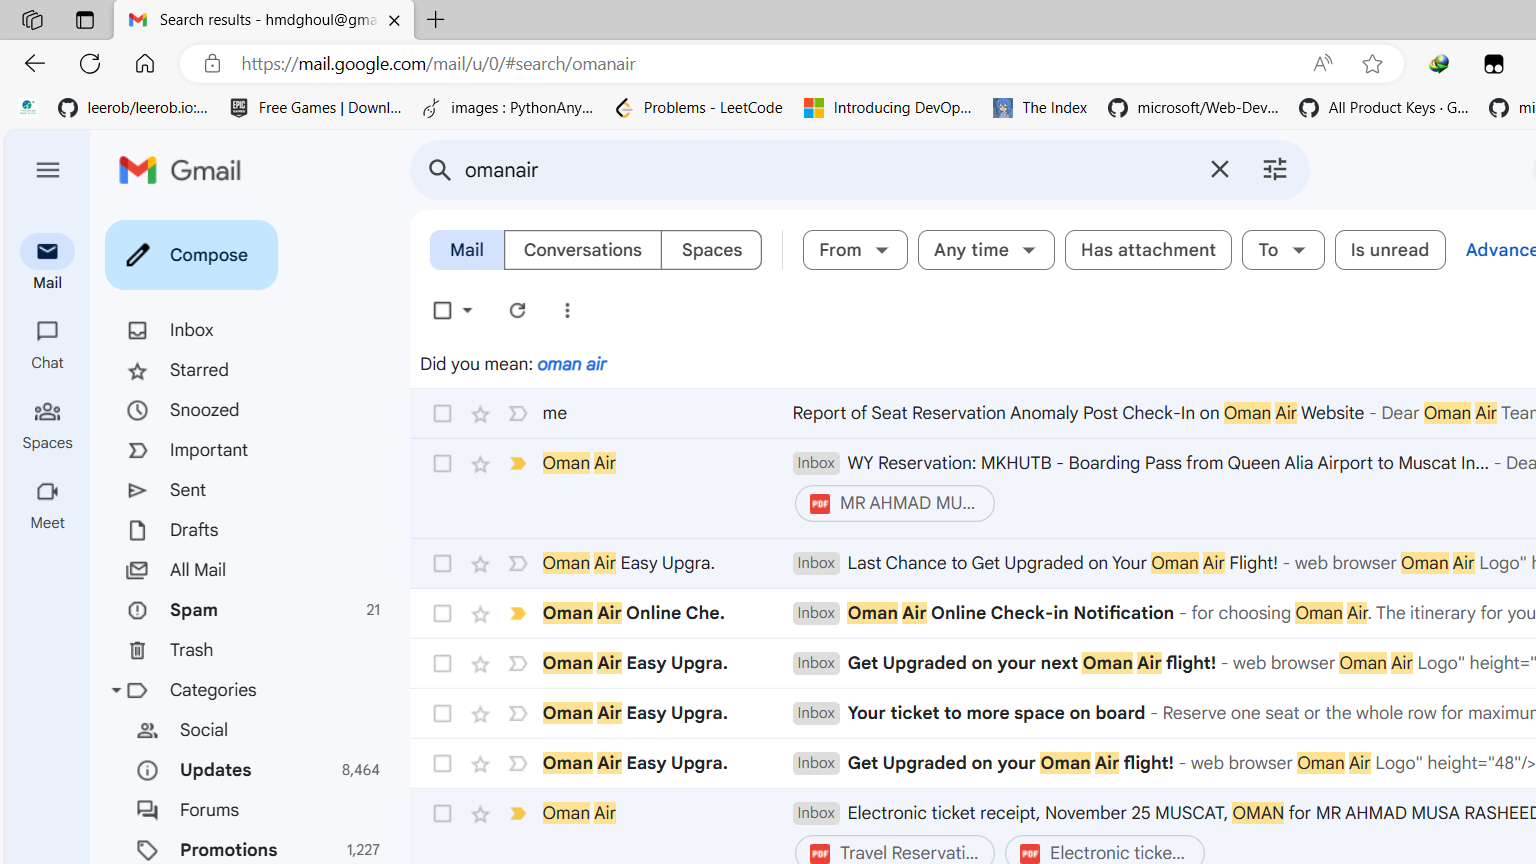 Search results - hmdghoul@gma
https://mail.google.com/mail/u/0/#search/omanair
leerob/leerob.io:...
EPIC GAMES
Free Games | Downl...
images : PythonAny...
Problems - LeetCode
Introducing DevOp...
The Index
microsoft/Web-Dev...
All Product Keys · G...
mi
Gmail
omanair
Compose
Mail
Chat
Spaces
Meet
Inbox
Starred
Snoozed
Important
Sent
Drafts
All Mail
Spam 21
Trash
Categories
Social
Updates 8,464
Forums
Promotions 1,227
Mail Conversations Spaces From Any time Has attachment To Is unread Advance
Did you mean: oman air
me Report of Seat Reservation Anomaly Post Check-In on Oman Air Website - Dear Oman Air Team
Oman Air Inbox WY Reservation: MKHUTB - Boarding Pass from Queen Alia Airport to Muscat In... - Dea
PDF MR AHMAD MU...
Oman Air Easy Upgra. Inbox Last Chance to Get Upgraded on Your Oman Air Flight! - web browser Oman Air Logo" h
Oman Air Online Che. Inbox Oman Air Online Check-in Notification - for choosing Oman Air. The itinerary for you
Oman Air Easy Upgra. Inbox Get Upgraded on your next Oman Air flight! - web browser Oman Air Logo" height="
Oman Air Easy Upgra. Inbox Your ticket to more space on board - Reserve one seat or the whole row for maximun
Oman Air Easy Upgra. Inbox Get Upgraded on your Oman Air flight! - web browser Oman Air Logo" height="48"/>
Oman Air Inbox Electronic ticket receipt, November 25 MUSCAT, OMAN for MR AHMAD MUSA RASHEED
PDF Travel Reservati... PDF Electronic ticke...